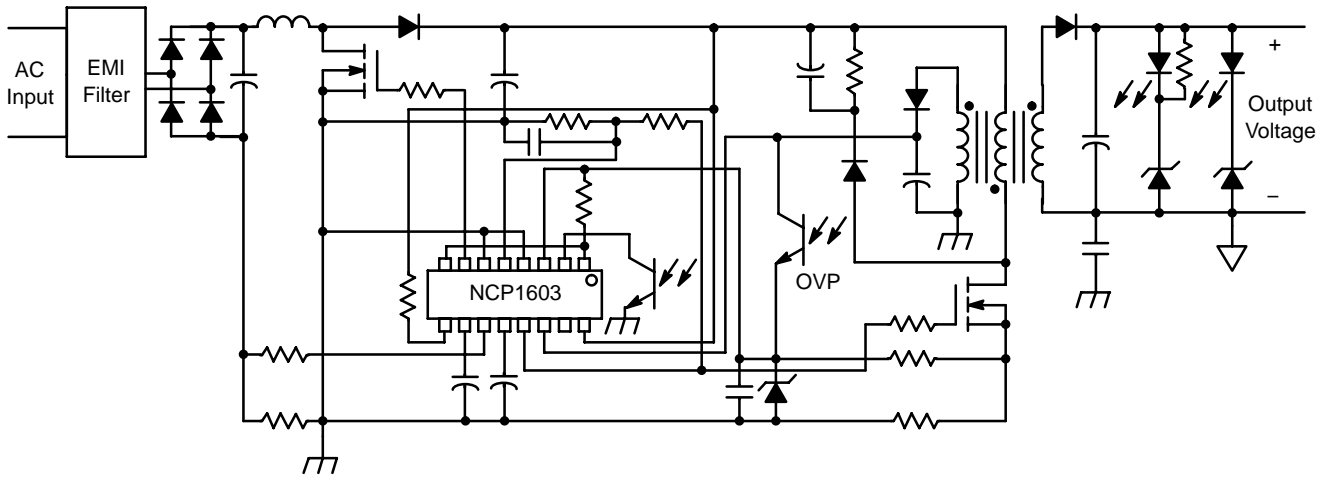 AC
Input
EMI
Filter
NCP1603
OVP
+
Output
Voltage
–